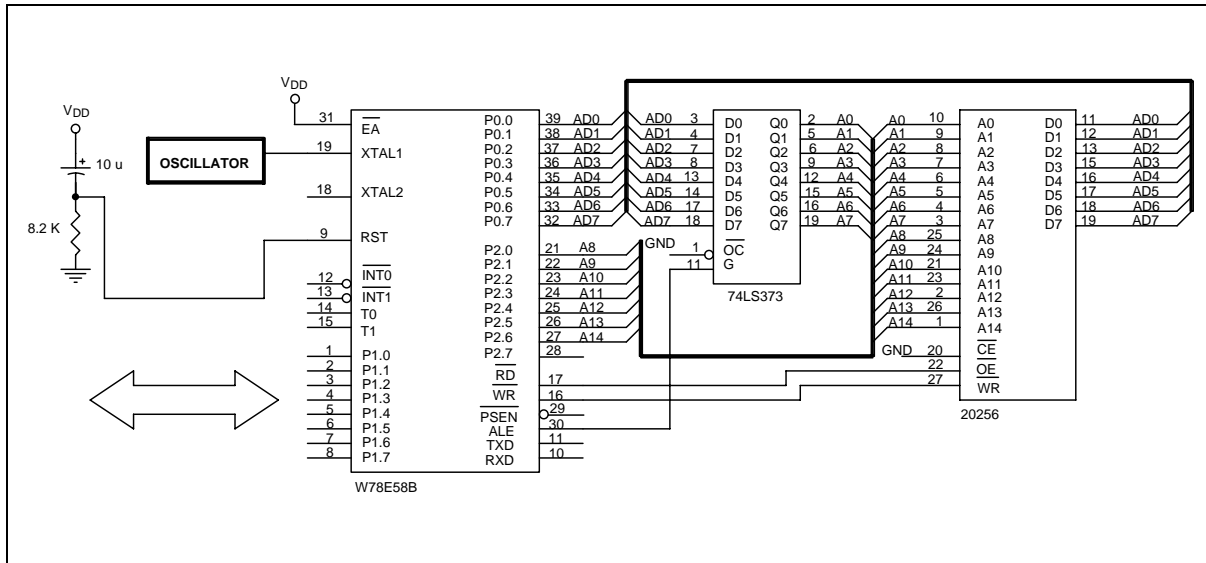 VDD
10 u
8.2 K
OSCILLATOR
VDD
31 EA
19 XTAL1
18 XTAL2
9 RST
12 INT0
13 INT1
14 T0
15 T1
1 P1.0
2 P1.1
3 P1.2
4 P1.3
5 P1.4
6 P1.5
7 P1.6
8 P1.7
P0.0 39 AD0
P0.1 38 AD1
P0.2 37 AD2
P0.3 36 AD3
P0.4 35 AD4
P0.5 34 AD5
P0.6 33 AD6
P0.7 32 AD7
P2.0 21 A8
P2.1 22 A9
P2.2 23 A10
P2.3 24 A11
P2.4 25 A12
P2.5 26 A13
P2.6 27 A14
P2.7 28
RD 17
WR 16
PSEN 29
ALE 30
TXD 11
RXD 10
W78E58B
AD0 3 D0 Q0 2 A0
AD1 4 D1 Q1 5 A1
AD2 7 D2 Q2 6 A2
AD3 8 D3 Q3 9 A3
AD4 13 D4 Q4 12 A4
AD5 14 D5 Q5 15 A5
AD6 17 D6 Q6 16 A6
AD7 18 D7 Q7 19 A7
GND 1 OC
11 G
74LS373
A0 10 A0 D0 11 AD0
A1 9 A1 D1 12 AD1
A2 8 A2 D2 13 AD2
A3 7 A3 D3 15 AD3
A4 6 A4 D4 16 AD4
A5 5 A5 D5 17 AD5
A6 4 A6 D6 18 AD6
A7 3 A7 D7 19 AD7
A8 25 A8
A9 24 A9
A10 21 A10
A11 23 A11
A12 2 A12
A13 26 A13
A14 1 A14
GND 20 CE
22 OE
27 WR
20256